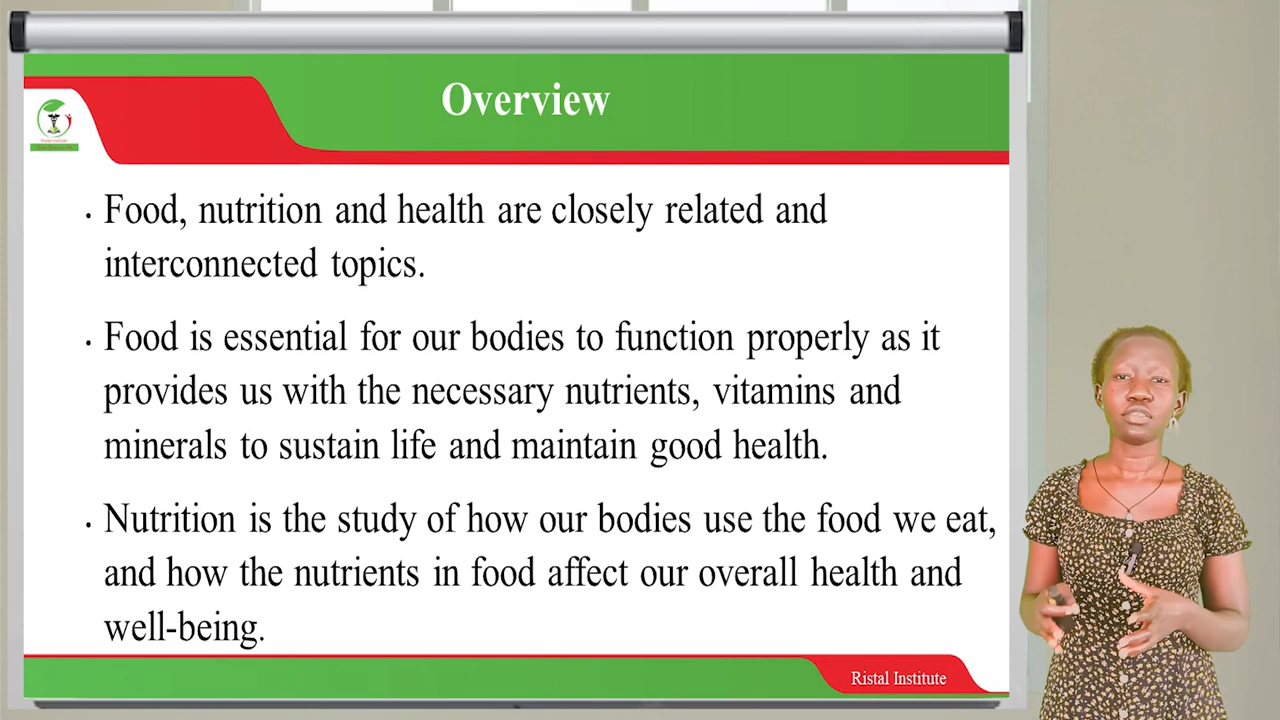 Overview
• Food, nutrition and health are closely related and
interconnected topics.
• Food is essential for our bodies to function properly as it
provides us with the necessary nutrients, vitamins and
minerals to sustain life and maintain good health.
• Nutrition is the study of how our bodies use the food we eat,
and how the nutrients in food affect our overall health and
well-being.
Ristal Institute